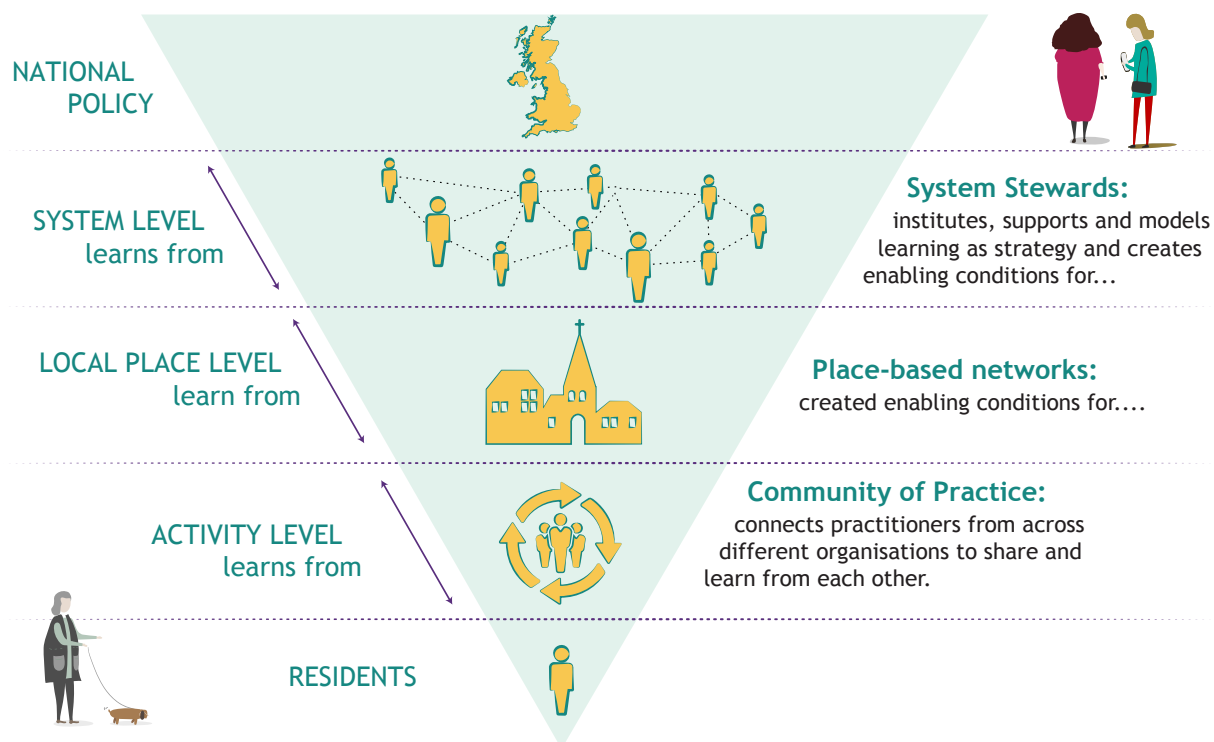 NATIONAL
POLICY
SYSTEM LEVEL
learns from
System Stewards:
institutes, supports and models
learning as strategy and creates
enabling conditions for...
LOCAL PLACE LEVEL
learn from
Place-based networks:
created enabling conditions for....
ACTIVITY LEVEL
learns from
Community of Practice:
connects practitioners from across
different organisations to share and
learn from each other.
RESIDENTS